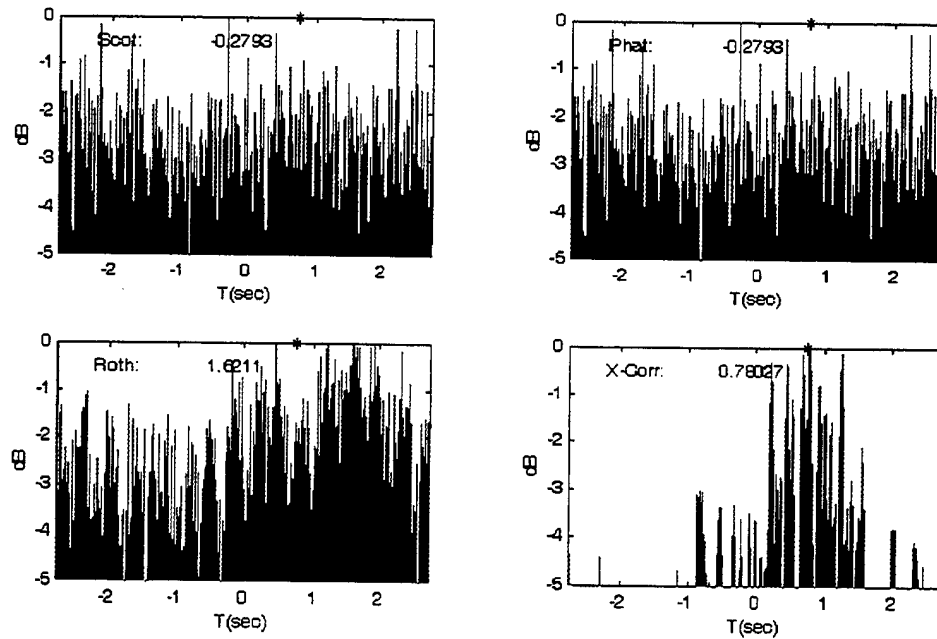 0
Scot: -0.2793
-1
-2
-3
-4
-5
dB
-2 -1 0 1 2
T(sec)
0
Phat: -0.2793
-1
-2
-3
-4
-5
dB
-2 -1 0 1 2
T(sec)
0
Roth: 1.6211
-1
-2
-3
-4
-5
dB
-2 -1 0 1 2
T(sec)
0
X-Corr: 0.78027
-1
-2
-3
-4
-5
dB
-2 -1 0 1 2
T(sec)